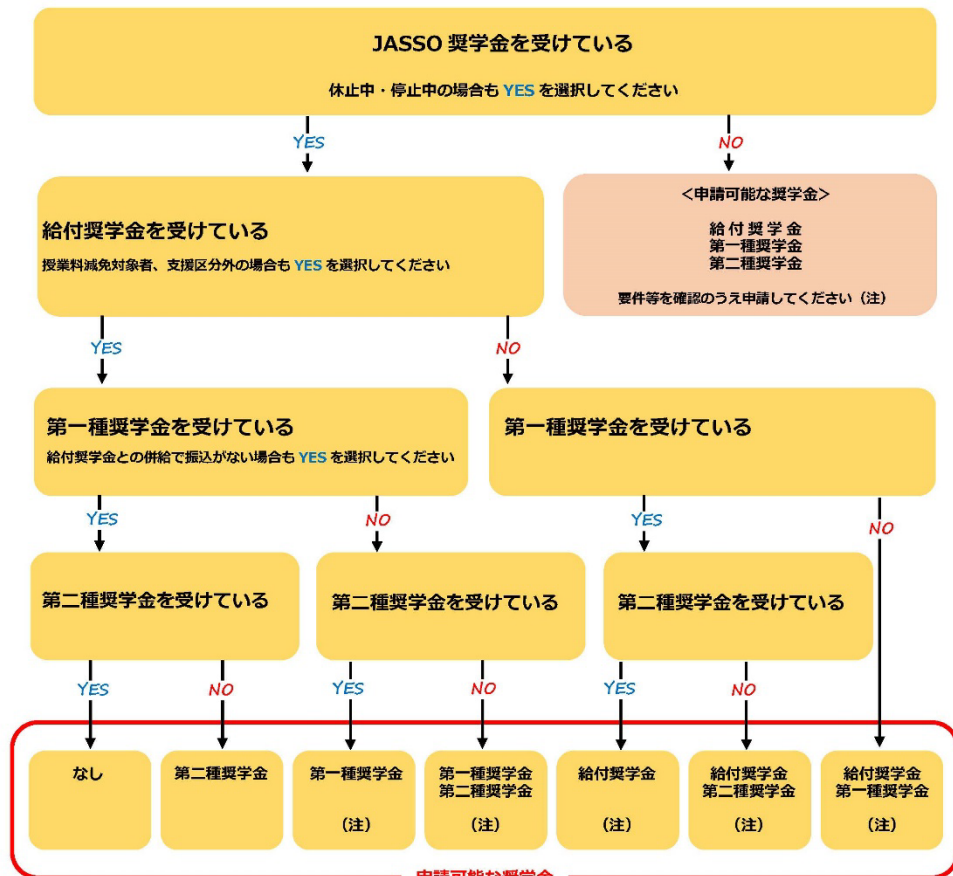 JASSO 奨学金を受けている
休止中・停止中の場合も YES を選択してください
YES
NO
給付奨学金を受けている
授業料減免対象者、支援区分外の場合も YES を選択してください
<申請可能な奨学金>
給付奨学金
第一種奨学金
第二種奨学金
要件等を確認のうえ申請してください（注）
YES
NO
第一種奨学金を受けている
給付奨学金との併給で振込がない場合も YES を選択してください
第一種奨学金を受けている
YES
NO
YES
NO
第二種奨学金を受けている
第二種奨学金を受けている
第二種奨学金を受けている
YES
NO
YES
NO
YES
NO
なし
第二種奨学金
第一種奨学金
（注）
第一種奨学金
第二種奨学金
（注）
給付奨学金
（注）
給付奨学金
第二種奨学金
（注）
給付奨学金
第一種奨学金
（注）
申請可能な奨学金